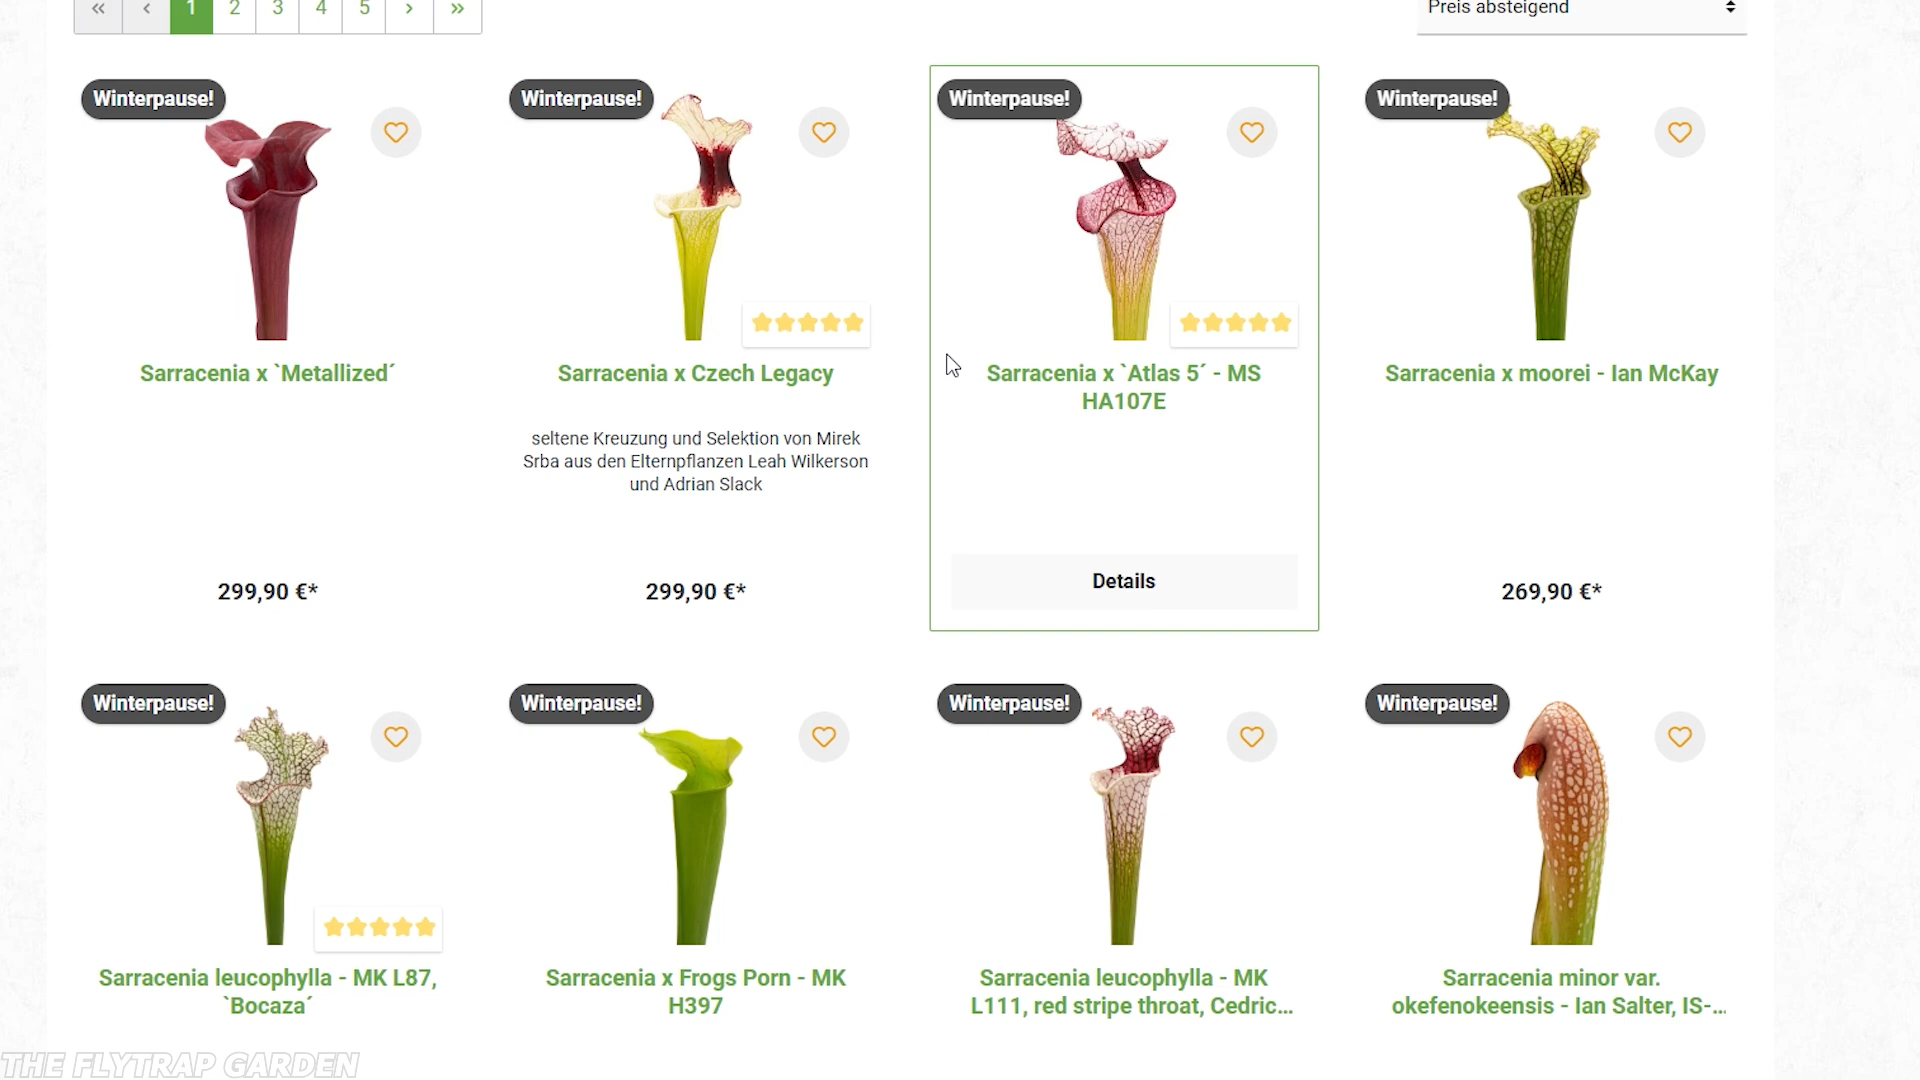 « ‹ 1 2 3 4 5 › »
Preis absteigend
Winterpause!
Winterpause!
Winterpause!
Winterpause!
Sarracenia x `Metallized´
Sarracenia x Czech Legacy
Sarracenia x `Atlas 5´ - MS
HA107E
Sarracenia x moorei - Ian McKay
seltene Kreuzung und Selektion von Mirek
Srba aus den Elternpflanzen Leah Wilkerson
und Adrian Slack
299,90 €*
299,90 €*
Details
269,90 €*
Winterpause!
Winterpause!
Winterpause!
Winterpause!
Sarracenia leucophylla - MK L87,
`Bocaza´
Sarracenia x Frogs Porn - MK
H397
Sarracenia leucophylla - MK
L111, red stripe throat, Cedric...
Sarracenia minor var.
okefenokeensis - Ian Salter, IS-...
THE FLYTRAP GARDEN